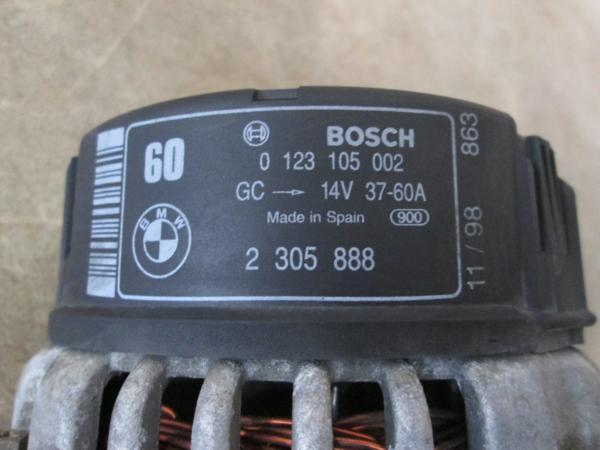 60
BOSCH
0 123 105 002
GC → 14V 37-60A
Made in Spain 900
BMW
2 305 888
11/98 863